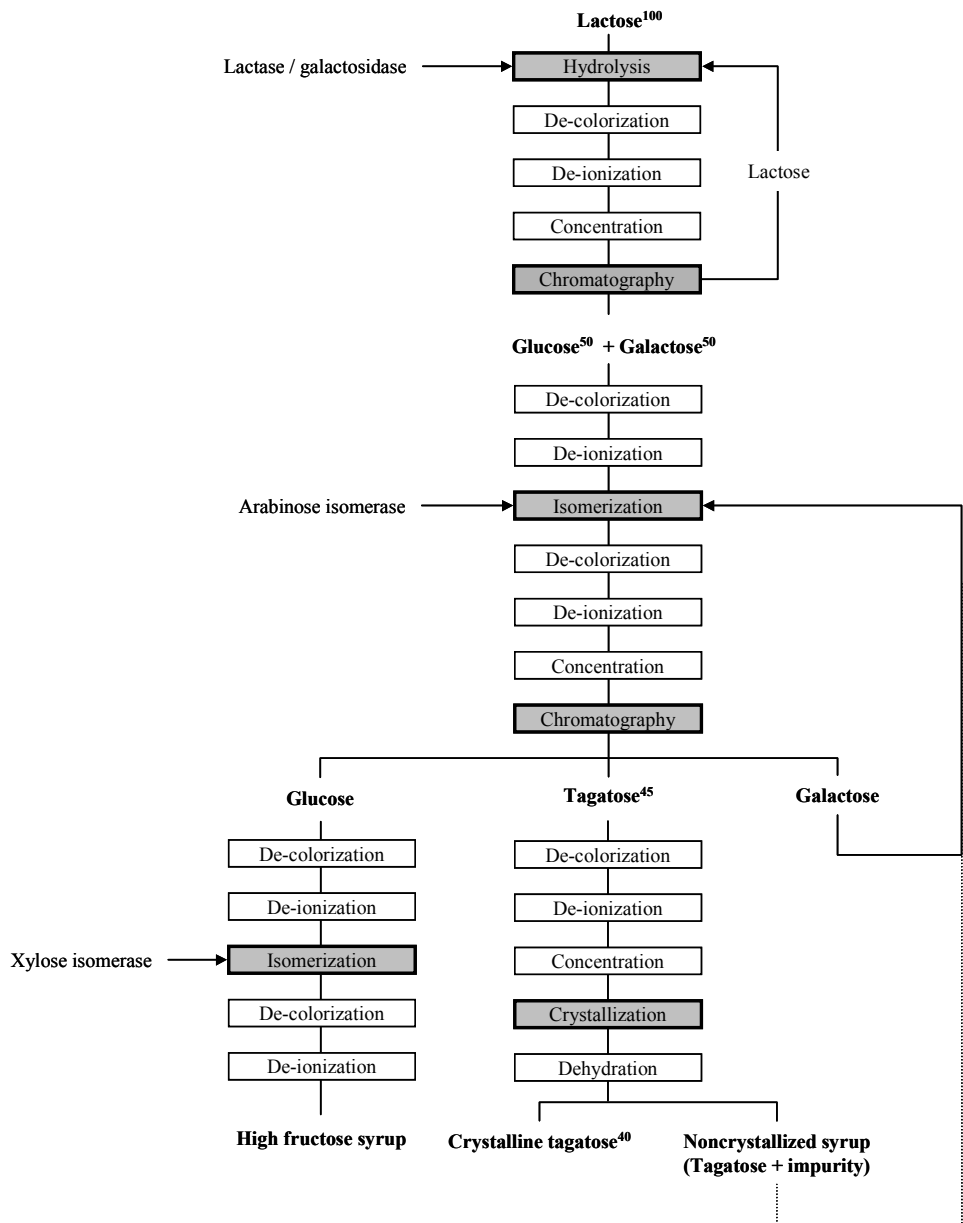 Lactose¹⁰⁰
Lactase / galactosidase
Hydrolysis
De-colorization
De-ionization
Lactose
Concentration
Chromatography
Glucose⁵⁰ + Galactose⁵⁰
De-colorization
De-ionization
Arabinose isomerase
Isomerization
De-colorization
De-ionization
Concentration
Chromatography
Glucose
Tagatose⁴⁵
Galactose
De-colorization
De-colorization
De-ionization
De-ionization
Xylose isomerase
Isomerization
Concentration
De-colorization
Crystallization
De-ionization
Dehydration
High fructose syrup
Crystalline tagatose⁴⁰
Noncrystallized syrup
(Tagatose + impurity)